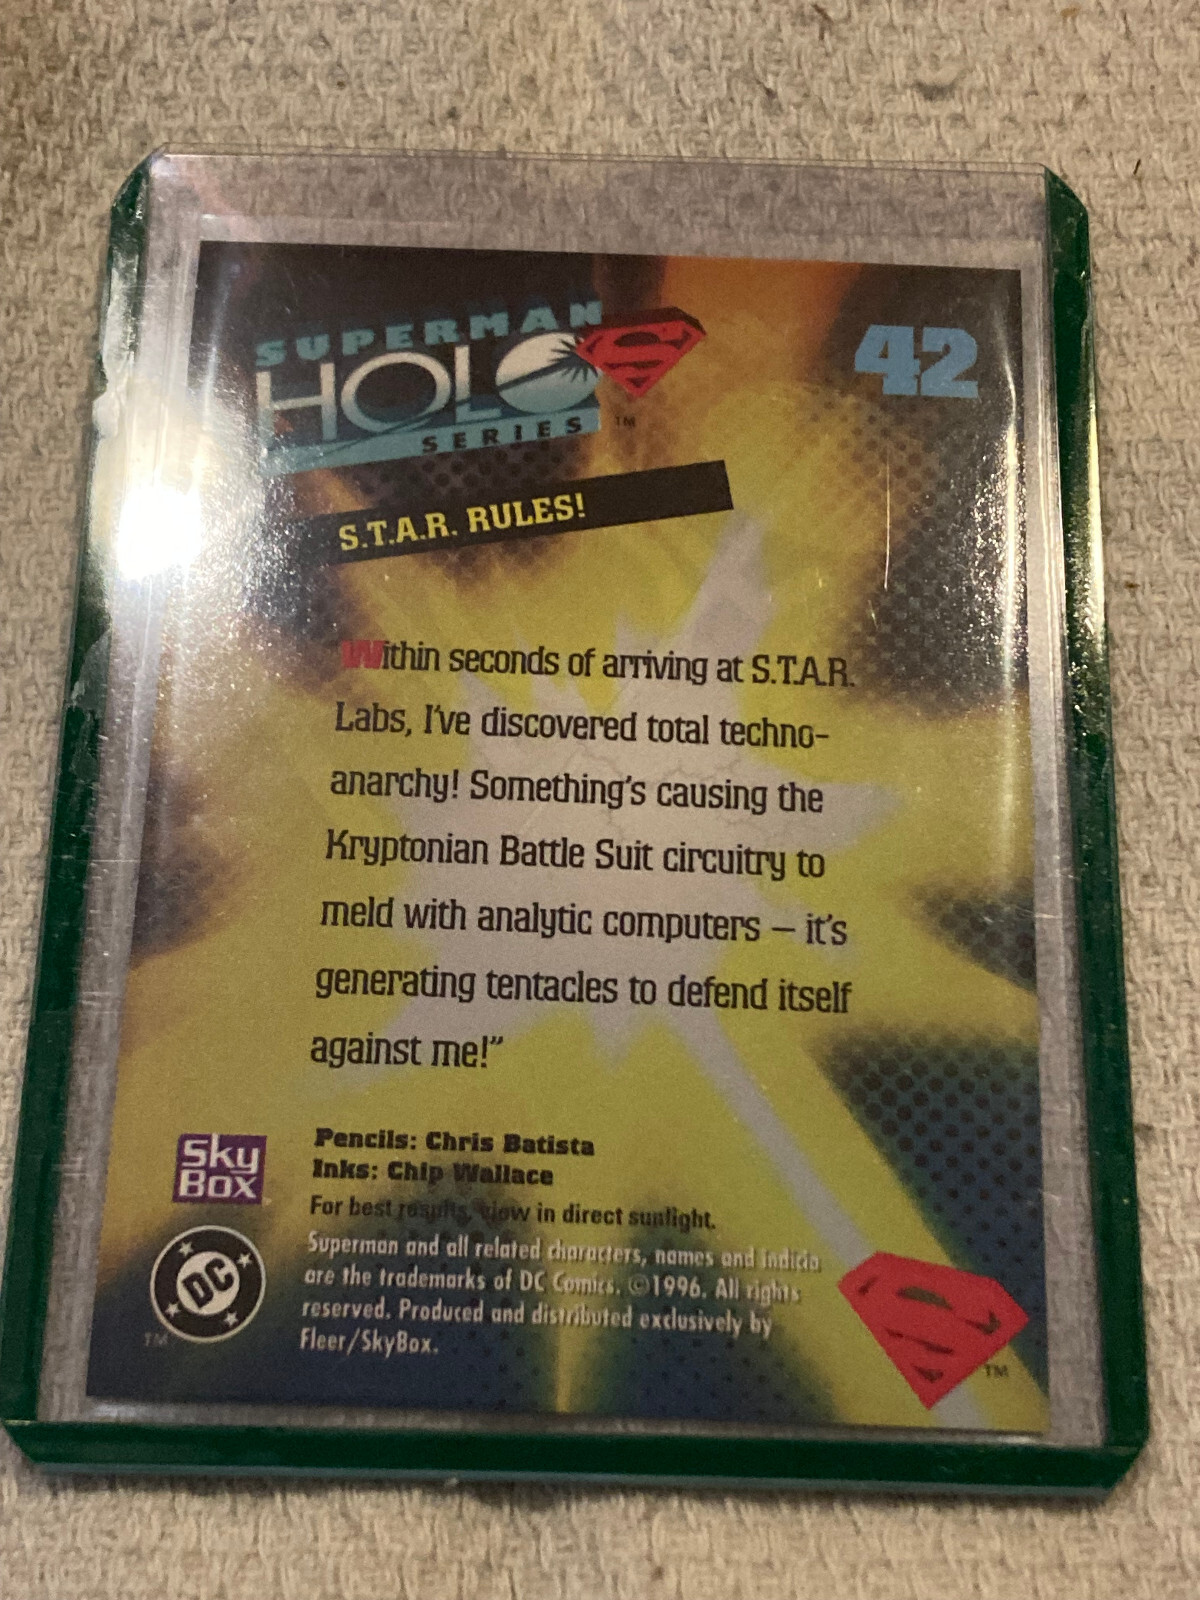 SUPERMAN
HOLO
SERIES
TM
42
S.T.A.R. RULES!
Within seconds of arriving at S.T.A.R.
Labs, I've discovered total techno-
anarchy! Something's causing the
Kryptonian Battle Suit circuitry to
meld with analytic computers – it's
generating tentacles to defend itself
against me!”
Sky
Box
Pencils: Chris Batista
Inks: Chip Wallace
For best results, view in direct sunlight.
DC
TM
Superman and all related characters, names and indicia
are the trademarks of DC Comics. ©1996. All rights
reserved. Produced and distributed exclusively by
Fleer/SkyBox.
S
TM